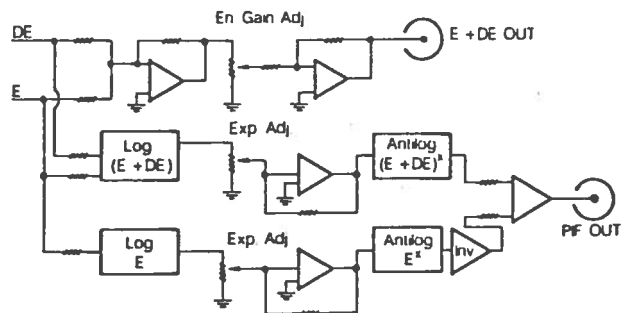 En Gain Adj
DE
E + DE OUT
E
Exp Adj
Log
(E + DE)
Antilog
(E + DE)ˣ
Exp Adj
Log
E
Antilog
Eˣ
Inv
PIF OUT